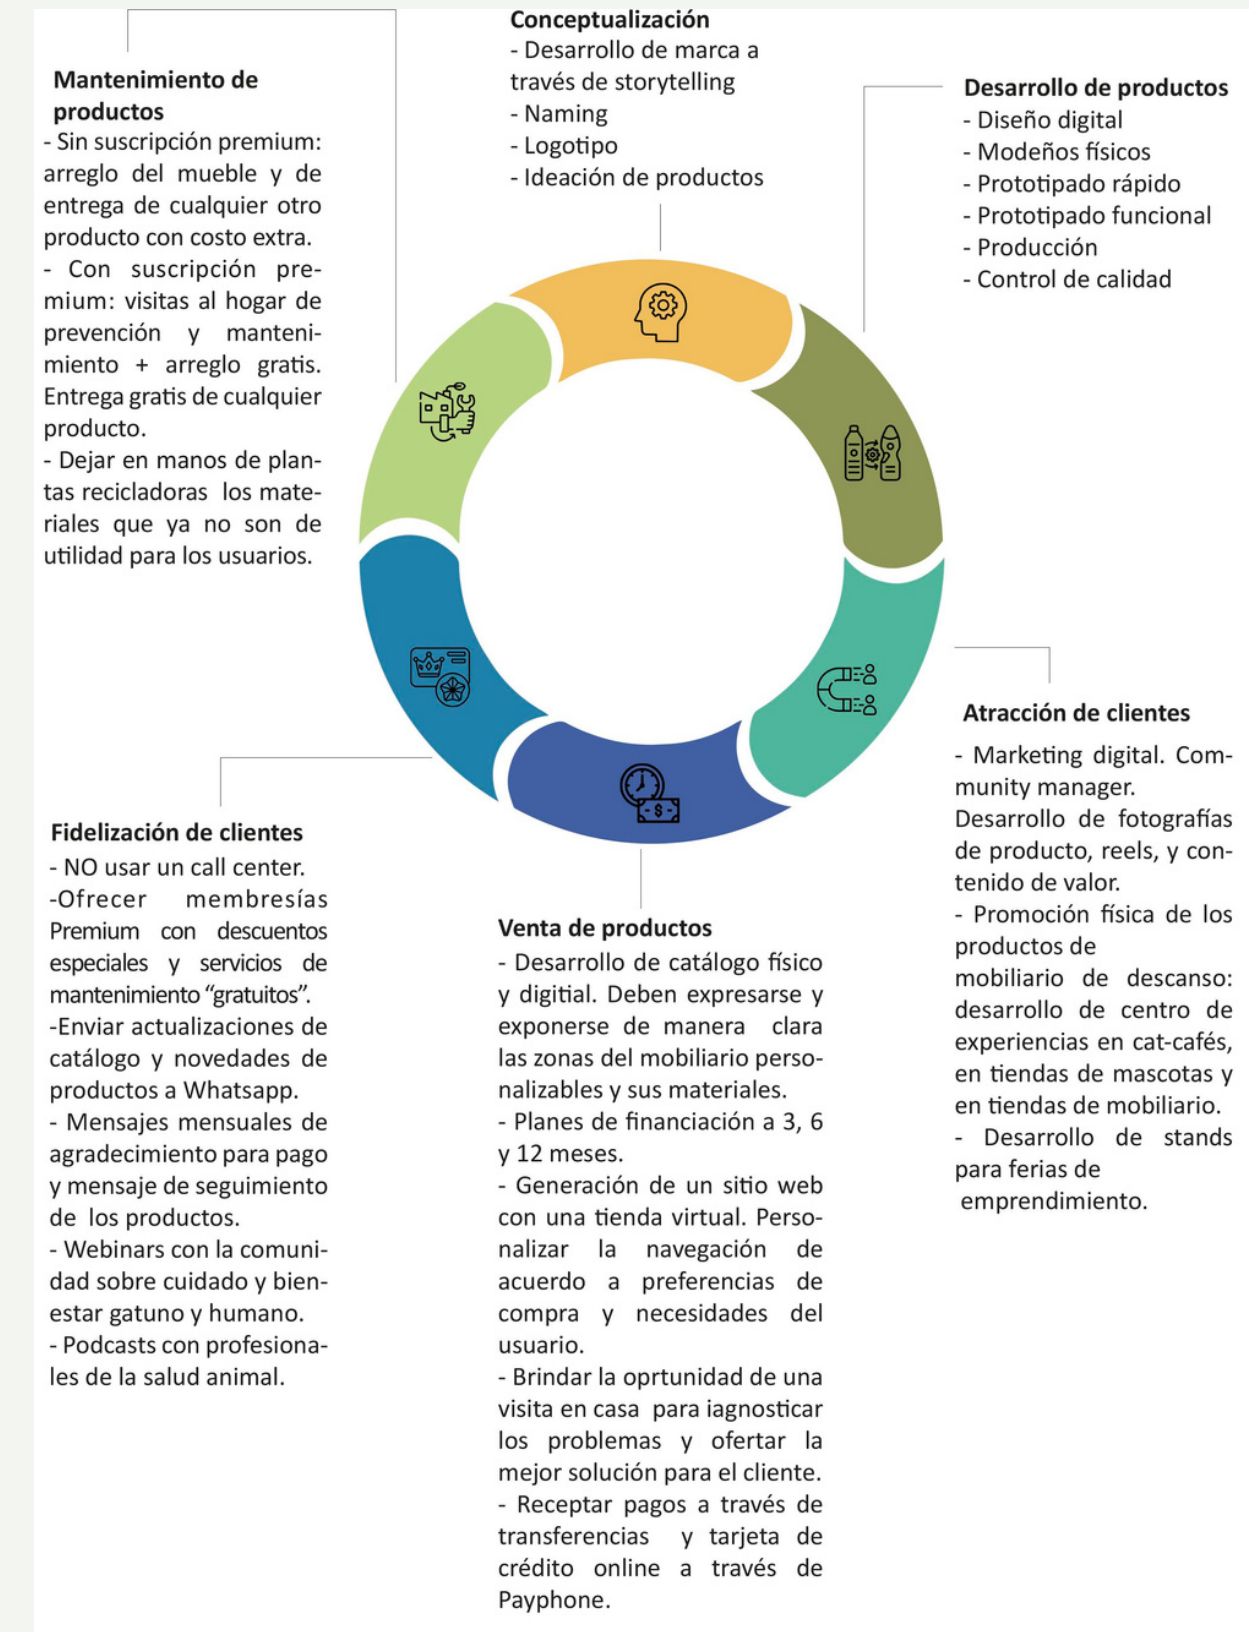 Conceptualización
- Desarrollo de marca a
través de storytelling
- Naming
- Logotipo
- Ideación de productos
Desarrollo de productos
- Diseño digital
- Modeños físicos
- Prototipado rápido
- Prototipado funcional
- Producción
- Control de calidad
Atracción de clientes
- Marketing digital. Com-
munity manager.
Desarrollo de fotografías
de producto, reels, y con-
tenido de valor.
- Promoción física de los
productos de
mobiliario de descanso:
desarrollo de centro de
experiencias en cat-cafés,
en tiendas de mascotas y
en tiendas de mobiliario.
- Desarrollo de stands
para ferias de
emprendimiento.
Venta de productos
- Desarrollo de catálogo físico
y digitial. Deben expresarse y
exponerse de manera clara
las zonas del mobiliario perso-
nalizables y sus materiales.
- Planes de financiación a 3, 6
y 12 meses.
- Generación de un sitio web
con una tienda virtual. Perso-
nalizar la navegación de
acuerdo a preferencias de
compra y necesidades del
usuario.
- Brindar la oprtunidad de una
visita en casa para iagnosticar
los problemas y ofertar la
mejor solución para el cliente.
- Receptar pagos a través de
transferencias y tarjeta de
crédito online a través de
Payphone.
Fidelización de clientes
- NO usar un call center.
-Ofrecer membresías
Premium con descuentos
especiales y servicios de
mantenimiento “gratuitos”.
-Enviar actualizaciones de
catálogo y novedades de
productos a Whatsapp.
- Mensajes mensuales de
agradecimiento para pago
y mensaje de seguimiento
de los productos.
- Webinars con la comuni-
dad sobre cuidado y bien-
estar gatuno y humano.
- Podcasts con profesiona-
les de la salud animal.
Mantenimiento de
productos
- Sin suscripción premium:
arreglo del mueble y de
entrega de cualquier otro
producto con costo extra.
- Con suscripción pre-
mium: visitas al hogar de
prevención y manteni-
miento + arreglo gratis.
Entrega gratis de cualquier
producto.
- Dejar en manos de plan-
tas recicladoras los mate-
riales que ya no son de
utilidad para los usuarios.
$